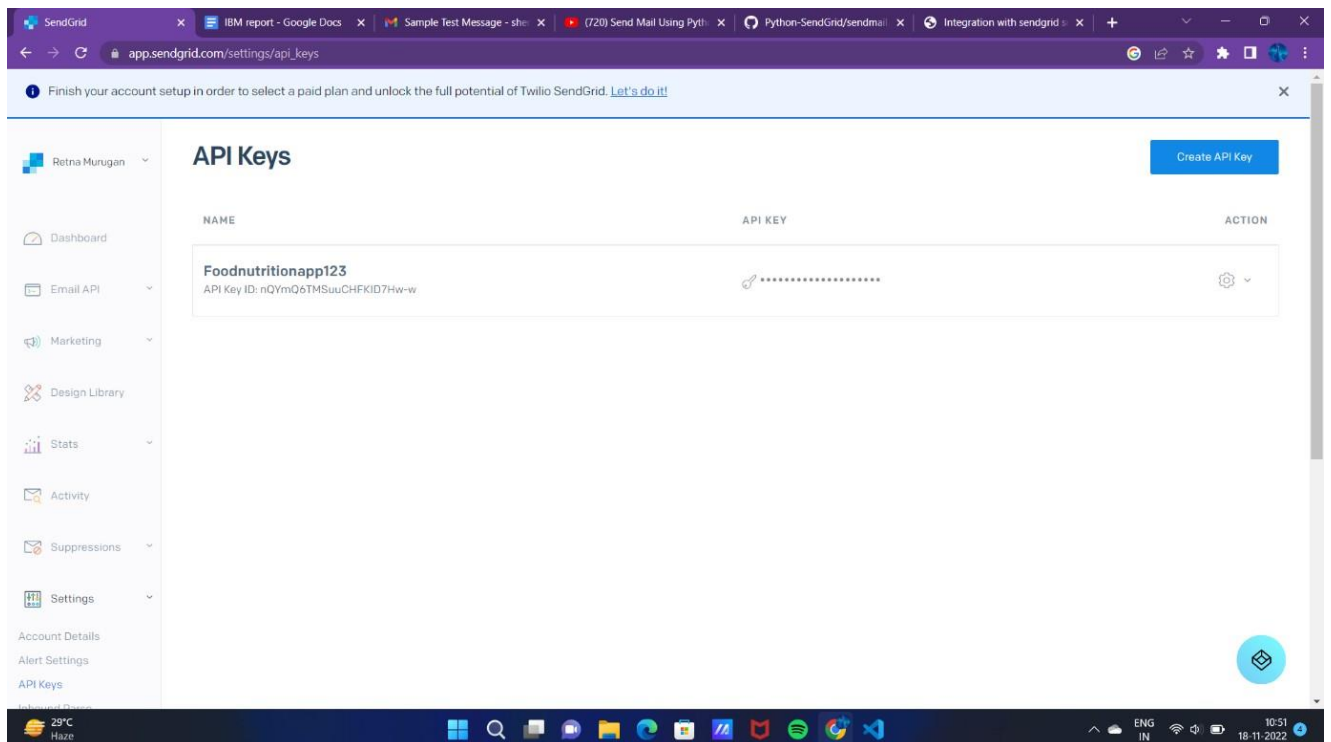 SendGrid
IBM report - Google Docs
Sample Test Message - sher
(720) Send Mail Using Pyth
Python-SendGrid/sendmail
Integration with sendgrid s
app.sendgrid.com/settings/api_keys
Finish your account setup in order to select a paid plan and unlock the full potential of Twilio SendGrid. Let's do it!
Retna Murugan
API Keys
Create API Key
NAME API KEY ACTION
Dashboard
Foodnutritionapp123
API Key ID: nQYmQ6TMSuuCHFKID7Hw-w
Email API
Marketing
Design Library
Stats
Activity
Suppressions
Settings
Account Details
Alert Settings
API Keys
Inbound Parse
29°C
Haze
ENG
IN
10:51
18-11-2022
4